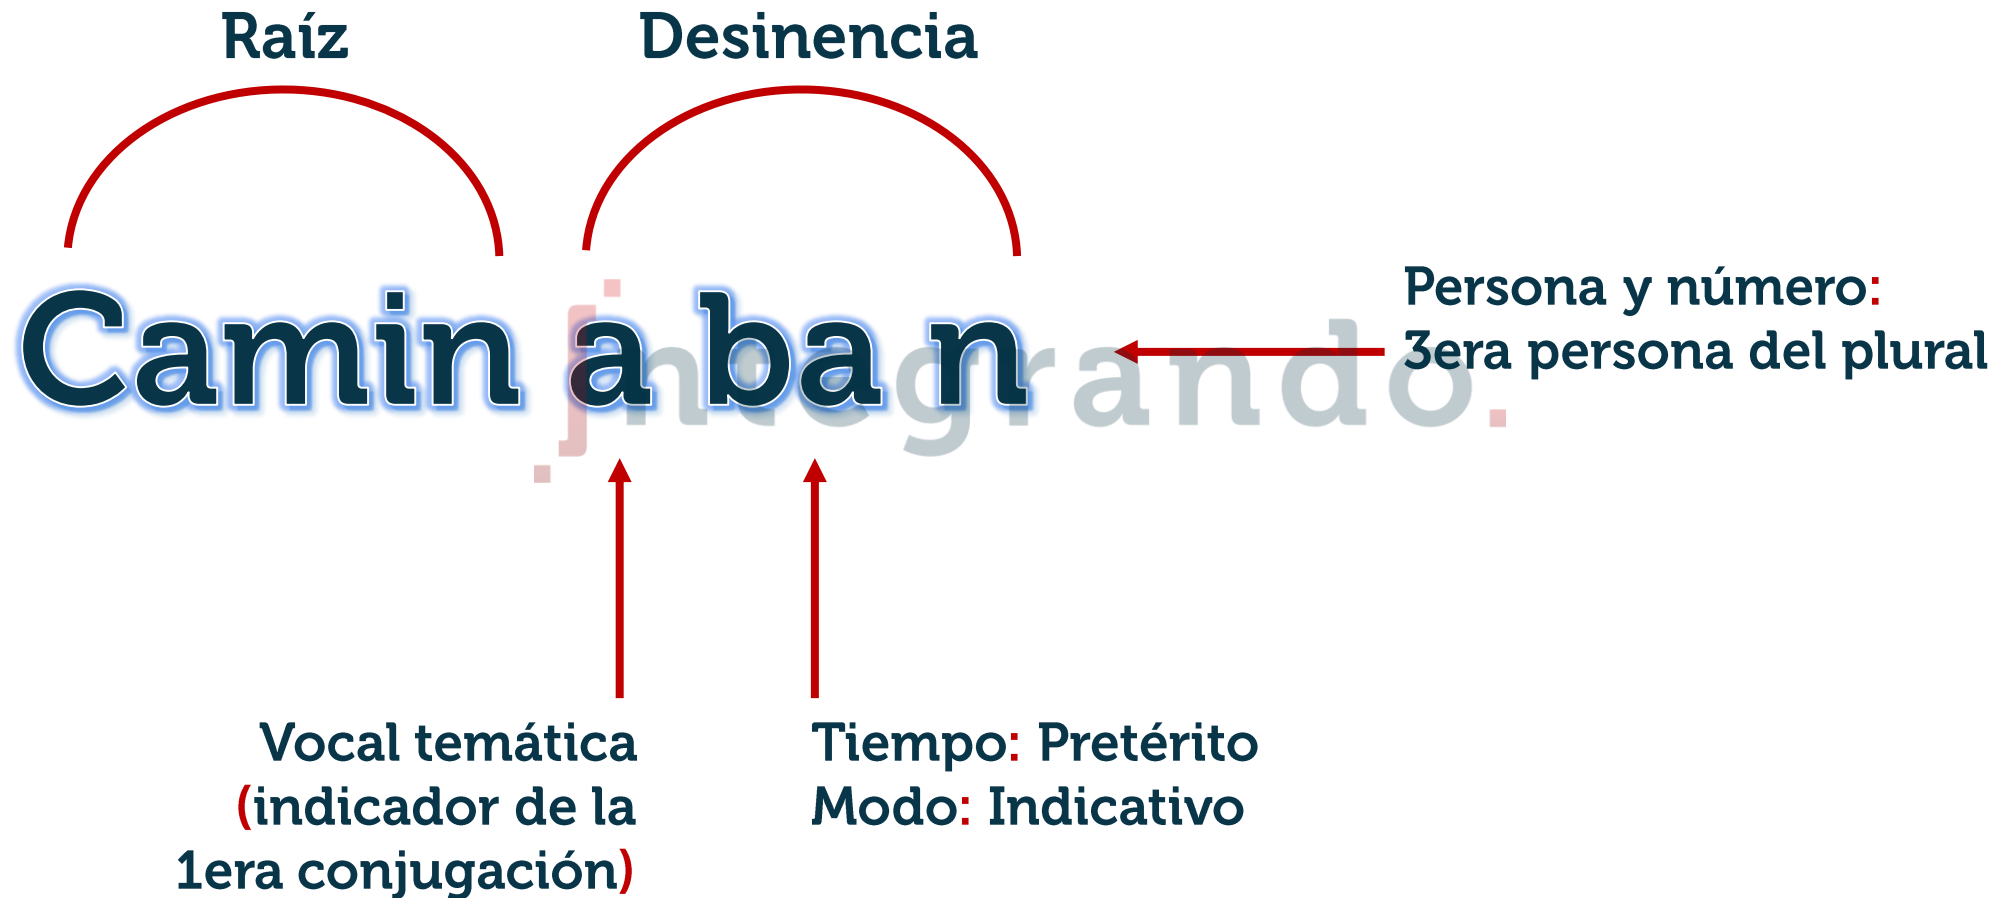 Raíz
Desinencia
Camin a ba n
integrando.
Persona y número:
3era persona del plural
Vocal temática
(indicador de la
1era conjugación)
Tiempo: Pretérito
Modo: Indicativo